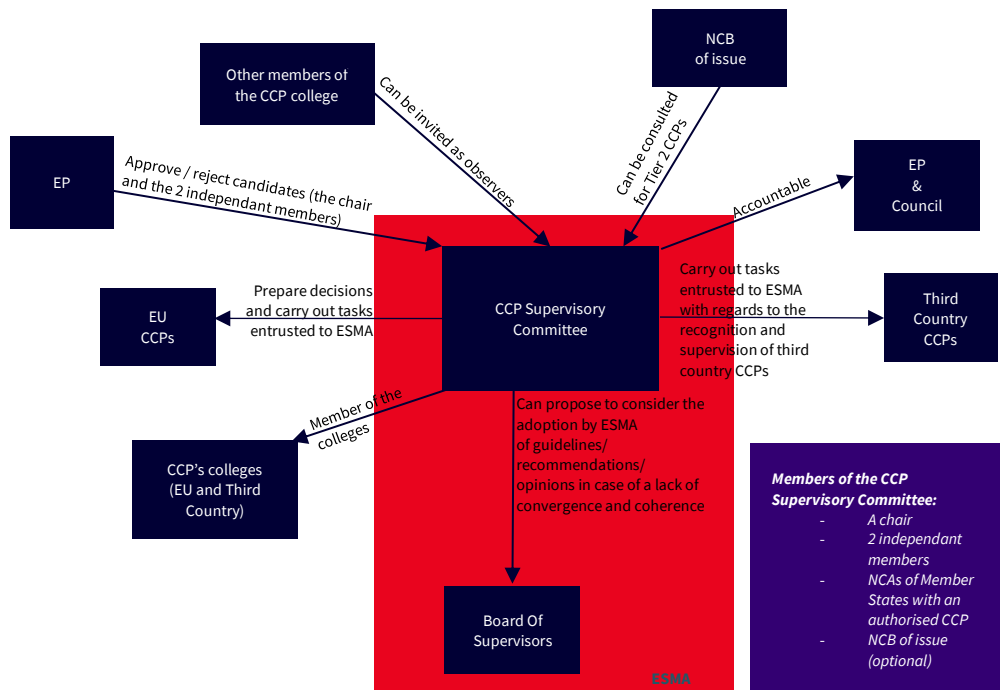 NCB
of issue
Other members of
the CCP college
Can be invited as observers
Can be consulted
for Tier 2 CCPs
EP
Approve / reject candidates (the chair
and the 2 independant members)
EP
&
Council
Accountable
Prepare decisions
and carry out tasks
entrusted to ESMA
EU
CCPs
CCP Supervisory
Committee
Carry out tasks
entrusted to ESMA
with regards to the
recognition and
supervision of third
country CCPs
Third
Country
CCPs
Member of the
colleges
CCP's colleges
(EU and Third
Country)
Can propose to consider the
adoption by ESMA
of guidelines/
recommendations/
opinions in case of a lack of
convergence and coherence
Board Of
Supervisors
ESMA
Members of the CCP
Supervisory Committee:
- A chair
- 2 independant
members
- NCAs of Member
States with an
authorised CCP
- NCB of issue
(optional)